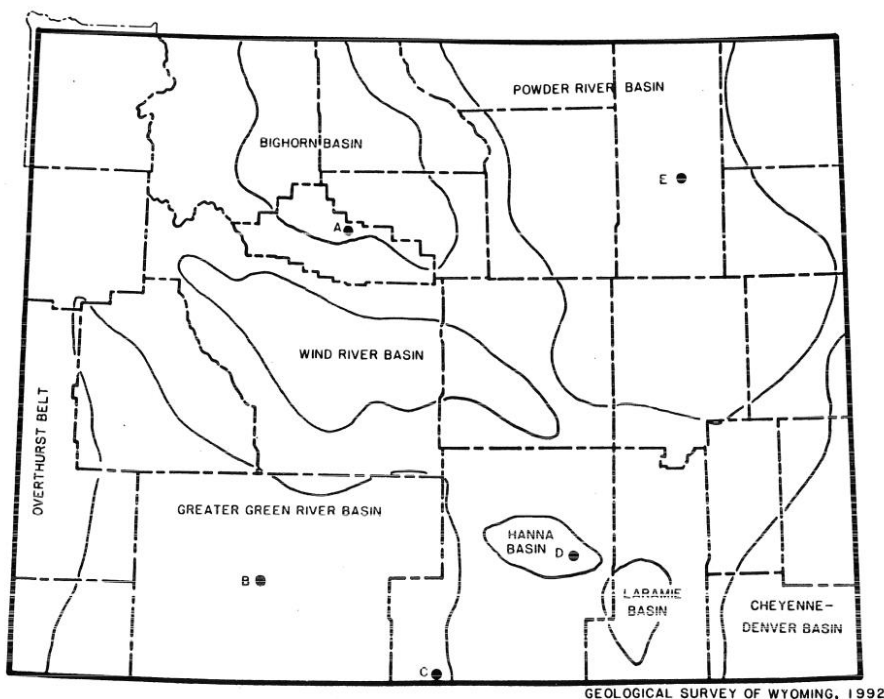 POWDER RIVER BASIN
BIGHORN BASIN
E
A
WIND RIVER BASIN
OVERTHURST BELT
GREATER GREEN RIVER BASIN
HANNA
BASIN
D
B
LARAMIE
BASIN
CHEYENNE-
DENVER BASIN
C
GEOLOGICAL SURVEY OF WYOMING, 1992